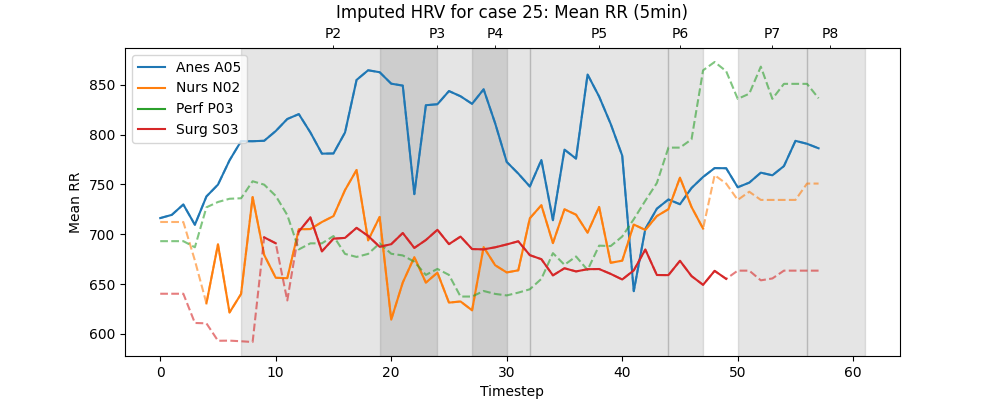 Imputed HRV for case 25: Mean RR (5min)
P2 P3 P4 P5 P6 P7 P8
Anes A05
Nurs N02
Perf P03
Surg S03
Mean RR
850
800
750
700
650
600
0 10 20 30 40 50 60
Timestep